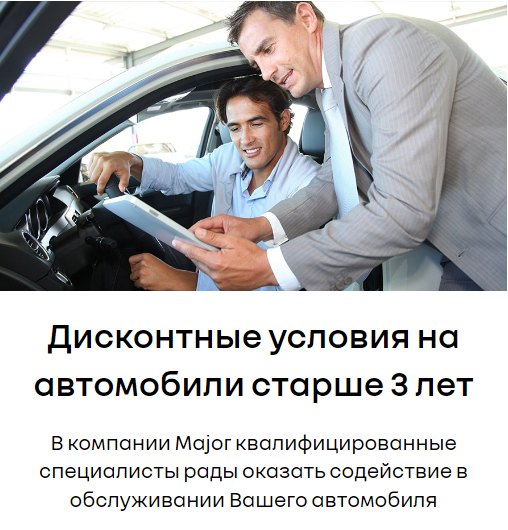 Дисконтные условия на
автомобили старше 3 лет
В компании Major квалифицированные
специалисты рады оказать содействие в
обслуживании Вашего автомобиля